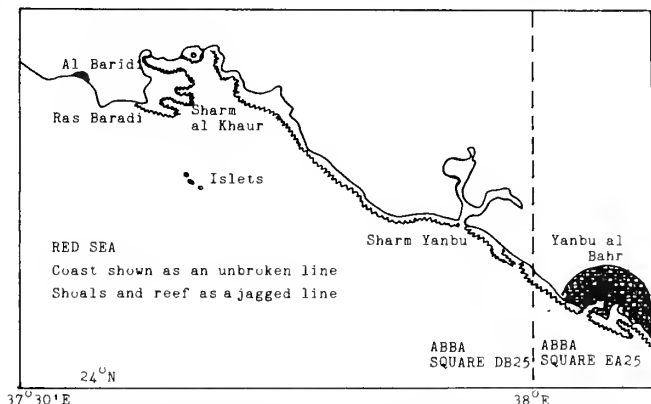 Al Baridi
Ras Baradi
Sharm
al Khaur
Islets
RED SEA
Coast shown as an unbroken line
Shoals and reef as a jagged line
Sharm Yanbu
Yanbu al
Bahr
ABBA
SQUARE DB25
ABBA
SQUARE EA25
24°N
37°30'E
38°E